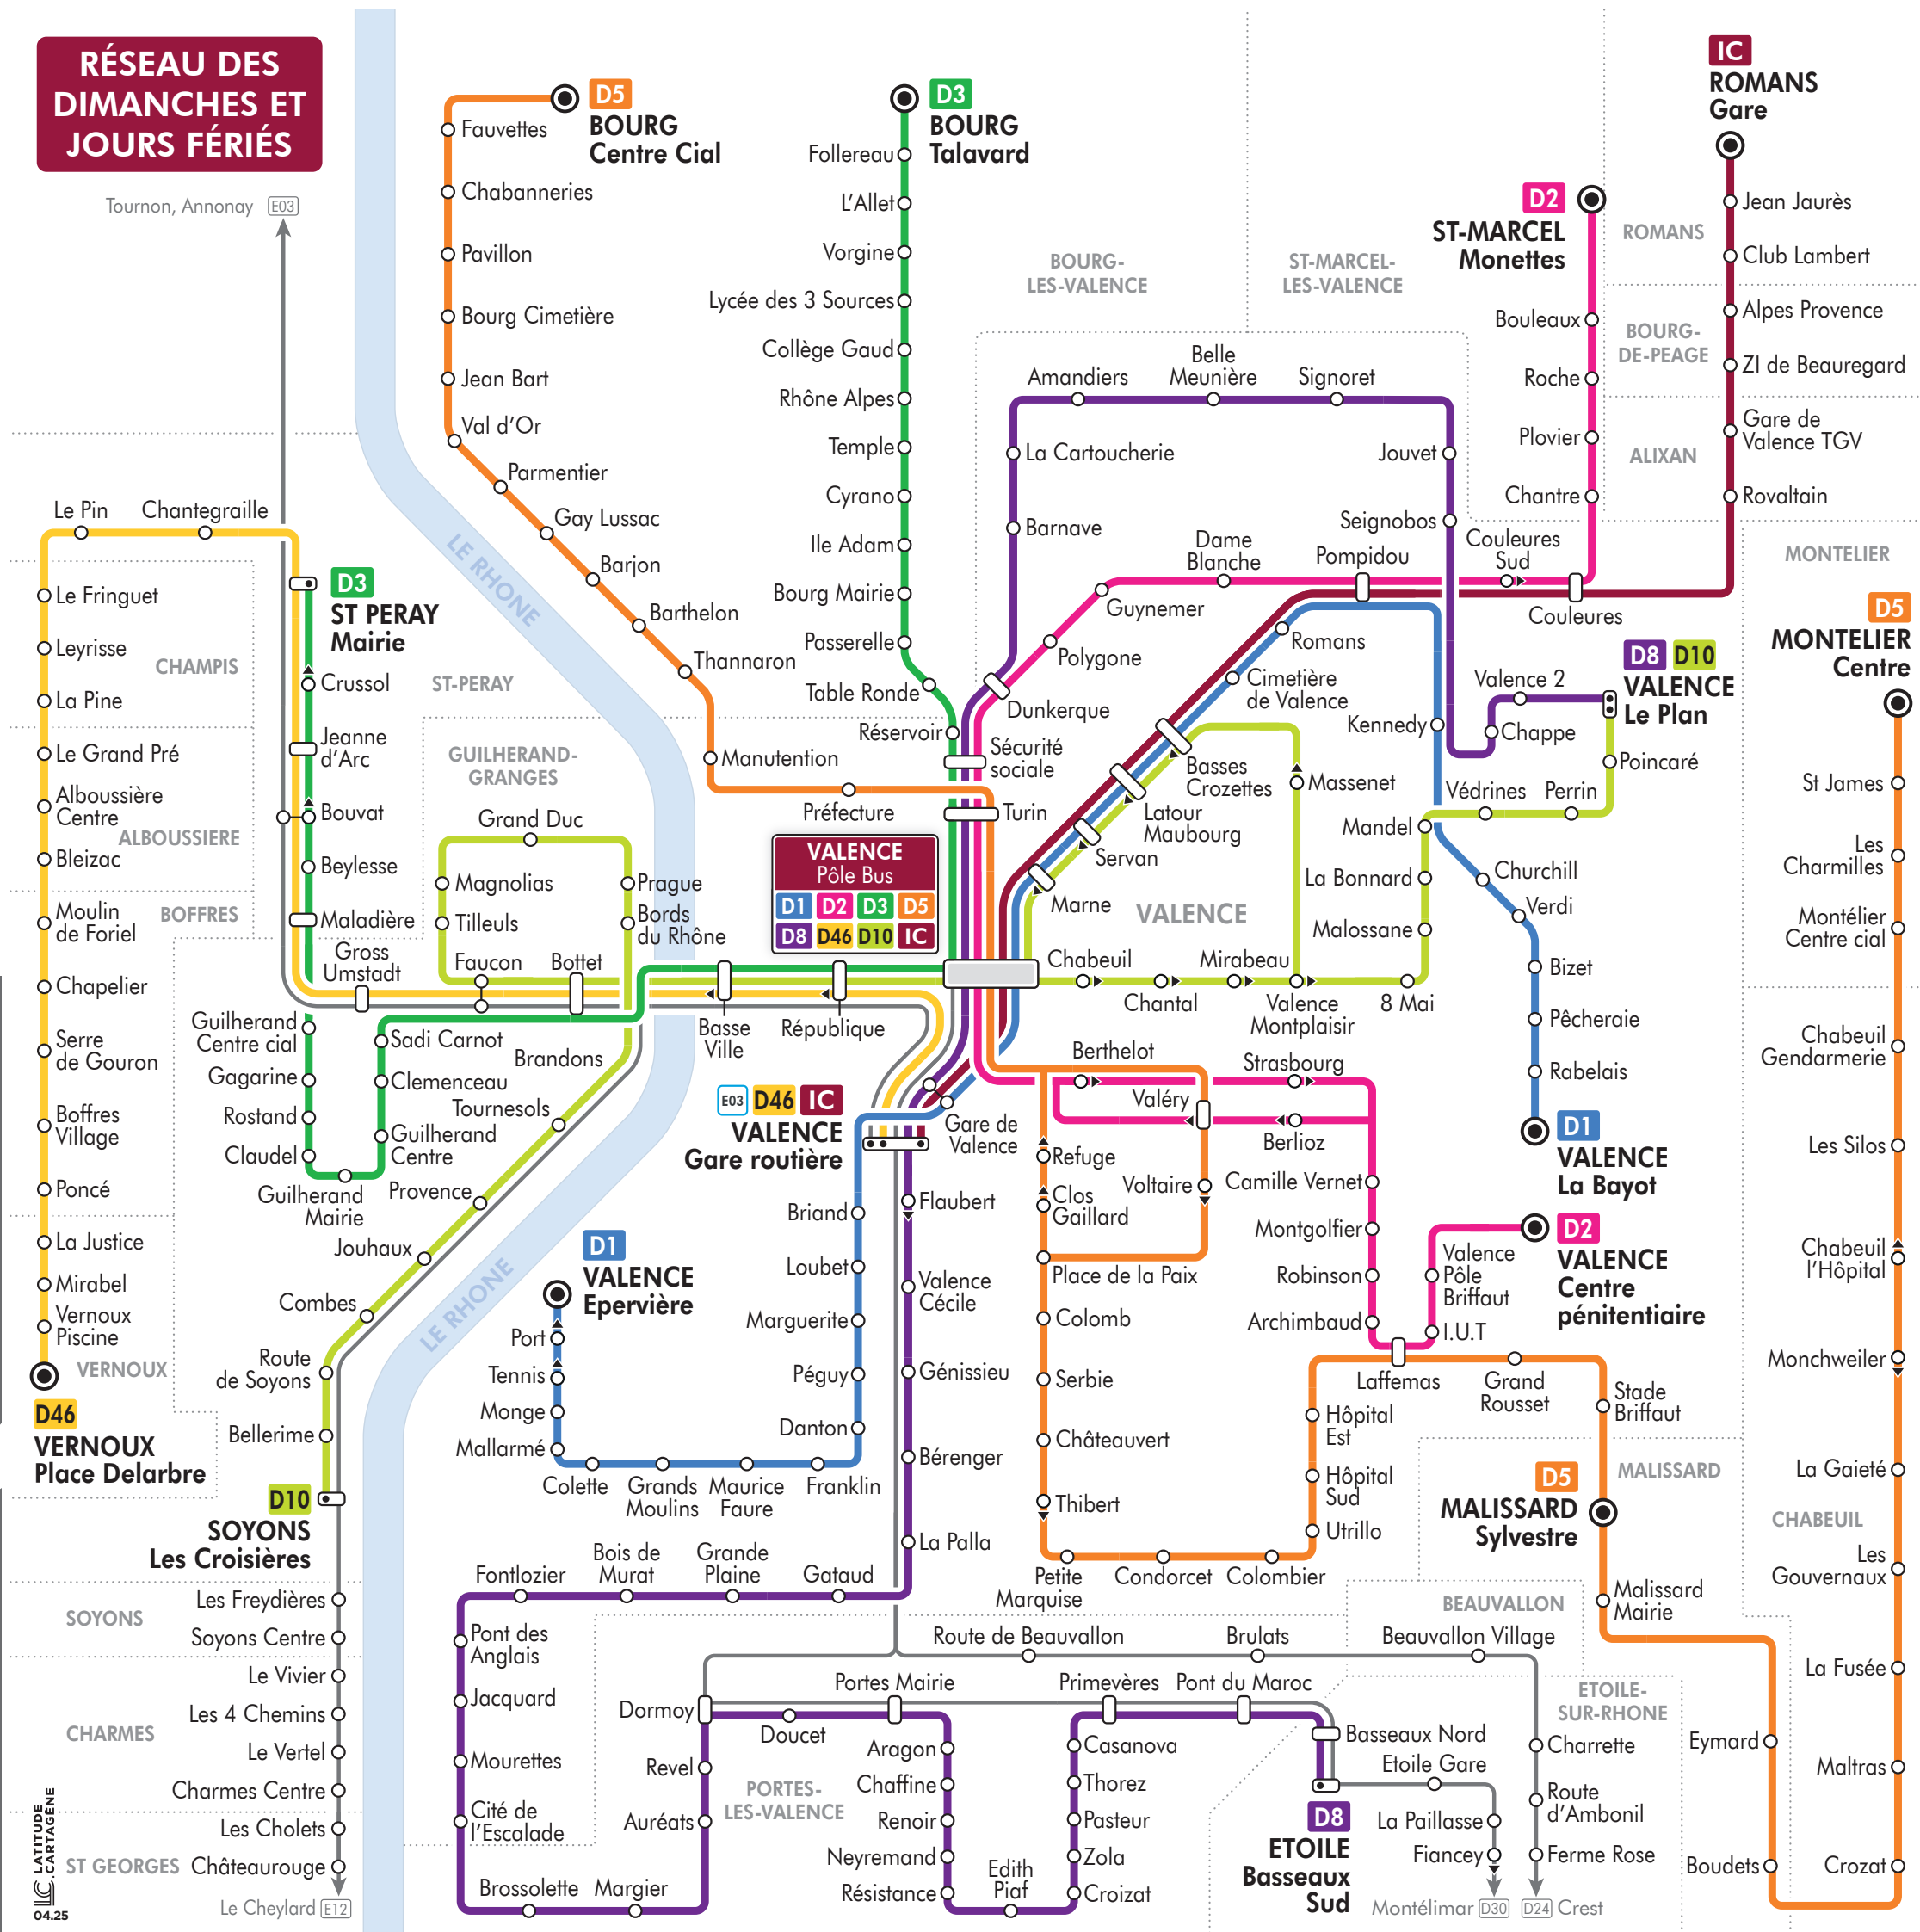 RÉSEAU DES
DIMANCHES ET
JOURS FÉRIÉS
Tournon, Annonay E03
D5
BOURG
Centre Cial
Fauvettes
Chabanneries
Pavillon
Bourg Cimetière
Jean Bart
Val d'Or
Parmentier
Gay Lussac
Barjon
Barthelon
Thannaron
Manutention
Préfecture
D3
BOURG
Talavard
Follereau
L'Allet
Vorgine
Lycée des 3 Sources
Collège Gaud
Rhône Alpes
Temple
Cyrano
Ile Adam
Bourg Mairie
Passerelle
Table Ronde
Réservoir
Sécurité
sociale
Turin
BOURG-
LES-VALENCE
ST-MARCEL-
LES-VALENCE
D2
ST-MARCEL
Monettes
Bouleaux
Roche
Plovier
Chantre
Couleures
Sud
Couleures
Pompidou
Dame
Blanche
Guynemer
Polygone
Dunkerque
IC
ROMANS
Gare
Jean Jaurès
Club Lambert
Alpes Provence
ZI de Beauregard
Gare de
Valence TGV
Rovaltain
ROMANS
BOURG-
DE-PEAGE
ALIXAN
MONTELIER
Amandiers
Belle
Meunière
Signoret
La Cartoucherie
Barnave
Jouvet
Seignobos
D8 D10
VALENCE
Le Plan
Valence 2
Chappe
Poincaré
Perrin
Védrines
Mandel
La Bonnard
Malossane
8 Mai
Romans
Cimetière
de Valence
Kennedy
Basses
Crozettes
Massenet
Latour
Maubourg
Servan
Marne
VALENCE
Chabeuil
Chantal
Mirabeau
Valence
Montplaisir
Churchill
Verdi
Bizet
Pêcheraie
Rabelais
D1
VALENCE
La Bayot
D5
MONTELIER
Centre
St James
Les
Charmilles
Montélier
Centre cial
Chabeuil
Gendarmerie
Les Silos
Chabeuil
l'Hôpital
Monchweiler
La Gaieté
CHABEUIL
Les
Gouvernaux
La Fusée
Maltras
Crozat
Boudets
Eymard
Malissard
Mairie
D5
MALISSARD
Sylvestre
MALISSARD
Stade
Briffaut
Grand
Rousset
Laffemas
Hôpital
Est
Hôpital
Sud
Utrillo
Colombier
Condorcet
Petite
Marquise
Thibert
Châteauvert
Serbie
Colomb
Place de la Paix
Clos
Gaillard
Refuge
Voltaire
Valéry
Berthelot
Strasbourg
Berlioz
Camille Vernet
Montgolfier
Robinson
Archimbaud
I.U.T
Valence
Pôle
Briffaut
D2
VALENCE
Centre
pénitentiaire
VALENCE
Pôle Bus
D1 D2 D3 D5
D8 D46 D10 IC
Le Pin
Chantegraille
Le Fringuet
Leyrisse
La Pine
CHAMPIS
Le Grand Pré
Alboussière
Centre
ALBOUSSIERE
Bleizac
BOFFRES
Moulin
de Foriel
Chapelier
Serre
de Gouron
Boffres
Village
Poncé
La Justice
Mirabel
Vernoux
Piscine
VERNOUX
D46
VERNOUX
Place Delarbre
D3
ST PERAY
Mairie
ST-PERAY
Crussol
Jeanne
d'Arc
Bouvat
Beylesse
Maladière
Gross
Umstadt
GUILHERAND-
GRANGES
Grand Duc
Magnolias
Tilleuls
Faucon
Bottet
Prague
Bords
du Rhône
LE RHONE
Basse
Ville
République
Guilherand
Centre cial
Gagarine
Rostand
Claudel
Guilherand
Mairie
Guilherand
Centre
Clemenceau
Sadi Carnot
Brandons
Tournesols
Provence
Jouhaux
Combes
Route
de Soyons
Bellerime
D10
SOYONS
Les Croisières
LE RHONE
Les Freydières
Soyons Centre
SOYONS
Le Vivier
Les 4 Chemins
Le Vertel
Charmes Centre
CHARMES
Les Cholets
ST GEORGES
Châteaurouge
Le Cheylard E12
LC LATITUDE
.CARTAGÈNE
04.25
E03 D46 IC
VALENCE
Gare routière
Gare de
Valence
Briand
Loubet
Marguerite
Péguy
Danton
Franklin
Maurice
Faure
Grands
Moulins
Colette
Mallarmé
Monge
Tennis
Port
D1
VALENCE
Epervière
Flaubert
Valence
Cécile
Génissieu
Bérenger
La Palla
Gataud
Grande
Plaine
Bois de
Murat
Fontlozier
Pont des
Anglais
Jacquard
Mourettes
Cité de
l'Escalade
Brossolette
Margier
Auréats
Revel
Dormoy
Doucet
Portes Mairie
PORTES-
LES-VALENCE
Aragon
Chaffine
Renoir
Neyremand
Résistance
Edith
Piaf
Croizat
Zola
Pasteur
Thorez
Casanova
Primevères
Pont du Maroc
Basseaux Nord
D8
ETOILE
Basseaux
Sud
Etoile Gare
La Paillasse
Fiancey
Montélimar D30
Route de Beauvallon
Brulats
Beauvallon Village
BEAUVALLON
ETOILE-
SUR-RHONE
Charrette
Route
d'Ambonil
Ferme Rose
D24 Crest